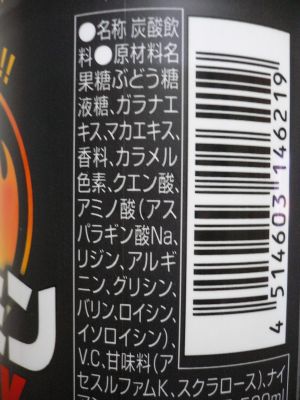 ●名称 炭酸飲
料●原材料名
果糖ぶどう糖
液糖、ガラナエ
キス、マカエキス、
香料、カラメル
色素、クエン酸、
アミノ酸(アス
パラギン酸Na、
リジン、アルギ
ニン、グリシン、
バリン、ロイシン、
イソロイシン)、
V.C、甘味料(ア
セスルファムK、スクラロース)、ナイ
4 514603 146219
!!
ン